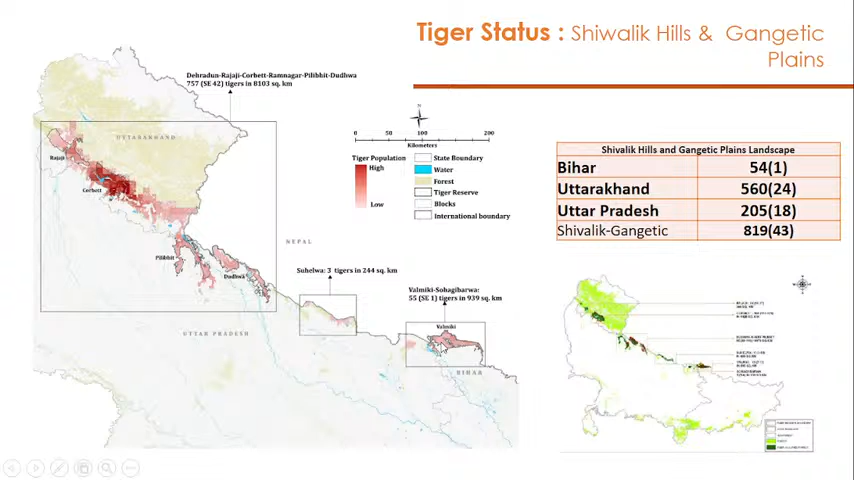 Tiger Status : Shiwalik Hills & Gangetic
Plains
Dehradun-Rajaji-Corbett-Ramnagar-Pilibhit-Dudhwa
757 (SE 42) tigers in 8103 sq. km
N
0 50 100 200
Kilometers
Tiger Population
High
Low
State Boundary
Water
Forest
Tiger Reserve
Blocks
International boundary
UTTARAKHAND
Rajaji
Corbett
NEPAL
Pilibhit
Dudhwa
Suhelwa: 3 tigers in 244 sq. km
Valmiki-Sohagibarwa:
55 (SE 1) tigers in 939 sq. km
Valmiki
UTTAR PRADESH
BIHAR
Shivalik Hills and Gangetic Plains Landscape
Bihar 54(1)
Uttarakhand 560(24)
Uttar Pradesh 205(18)
Shivalik-Gangetic 819(43)